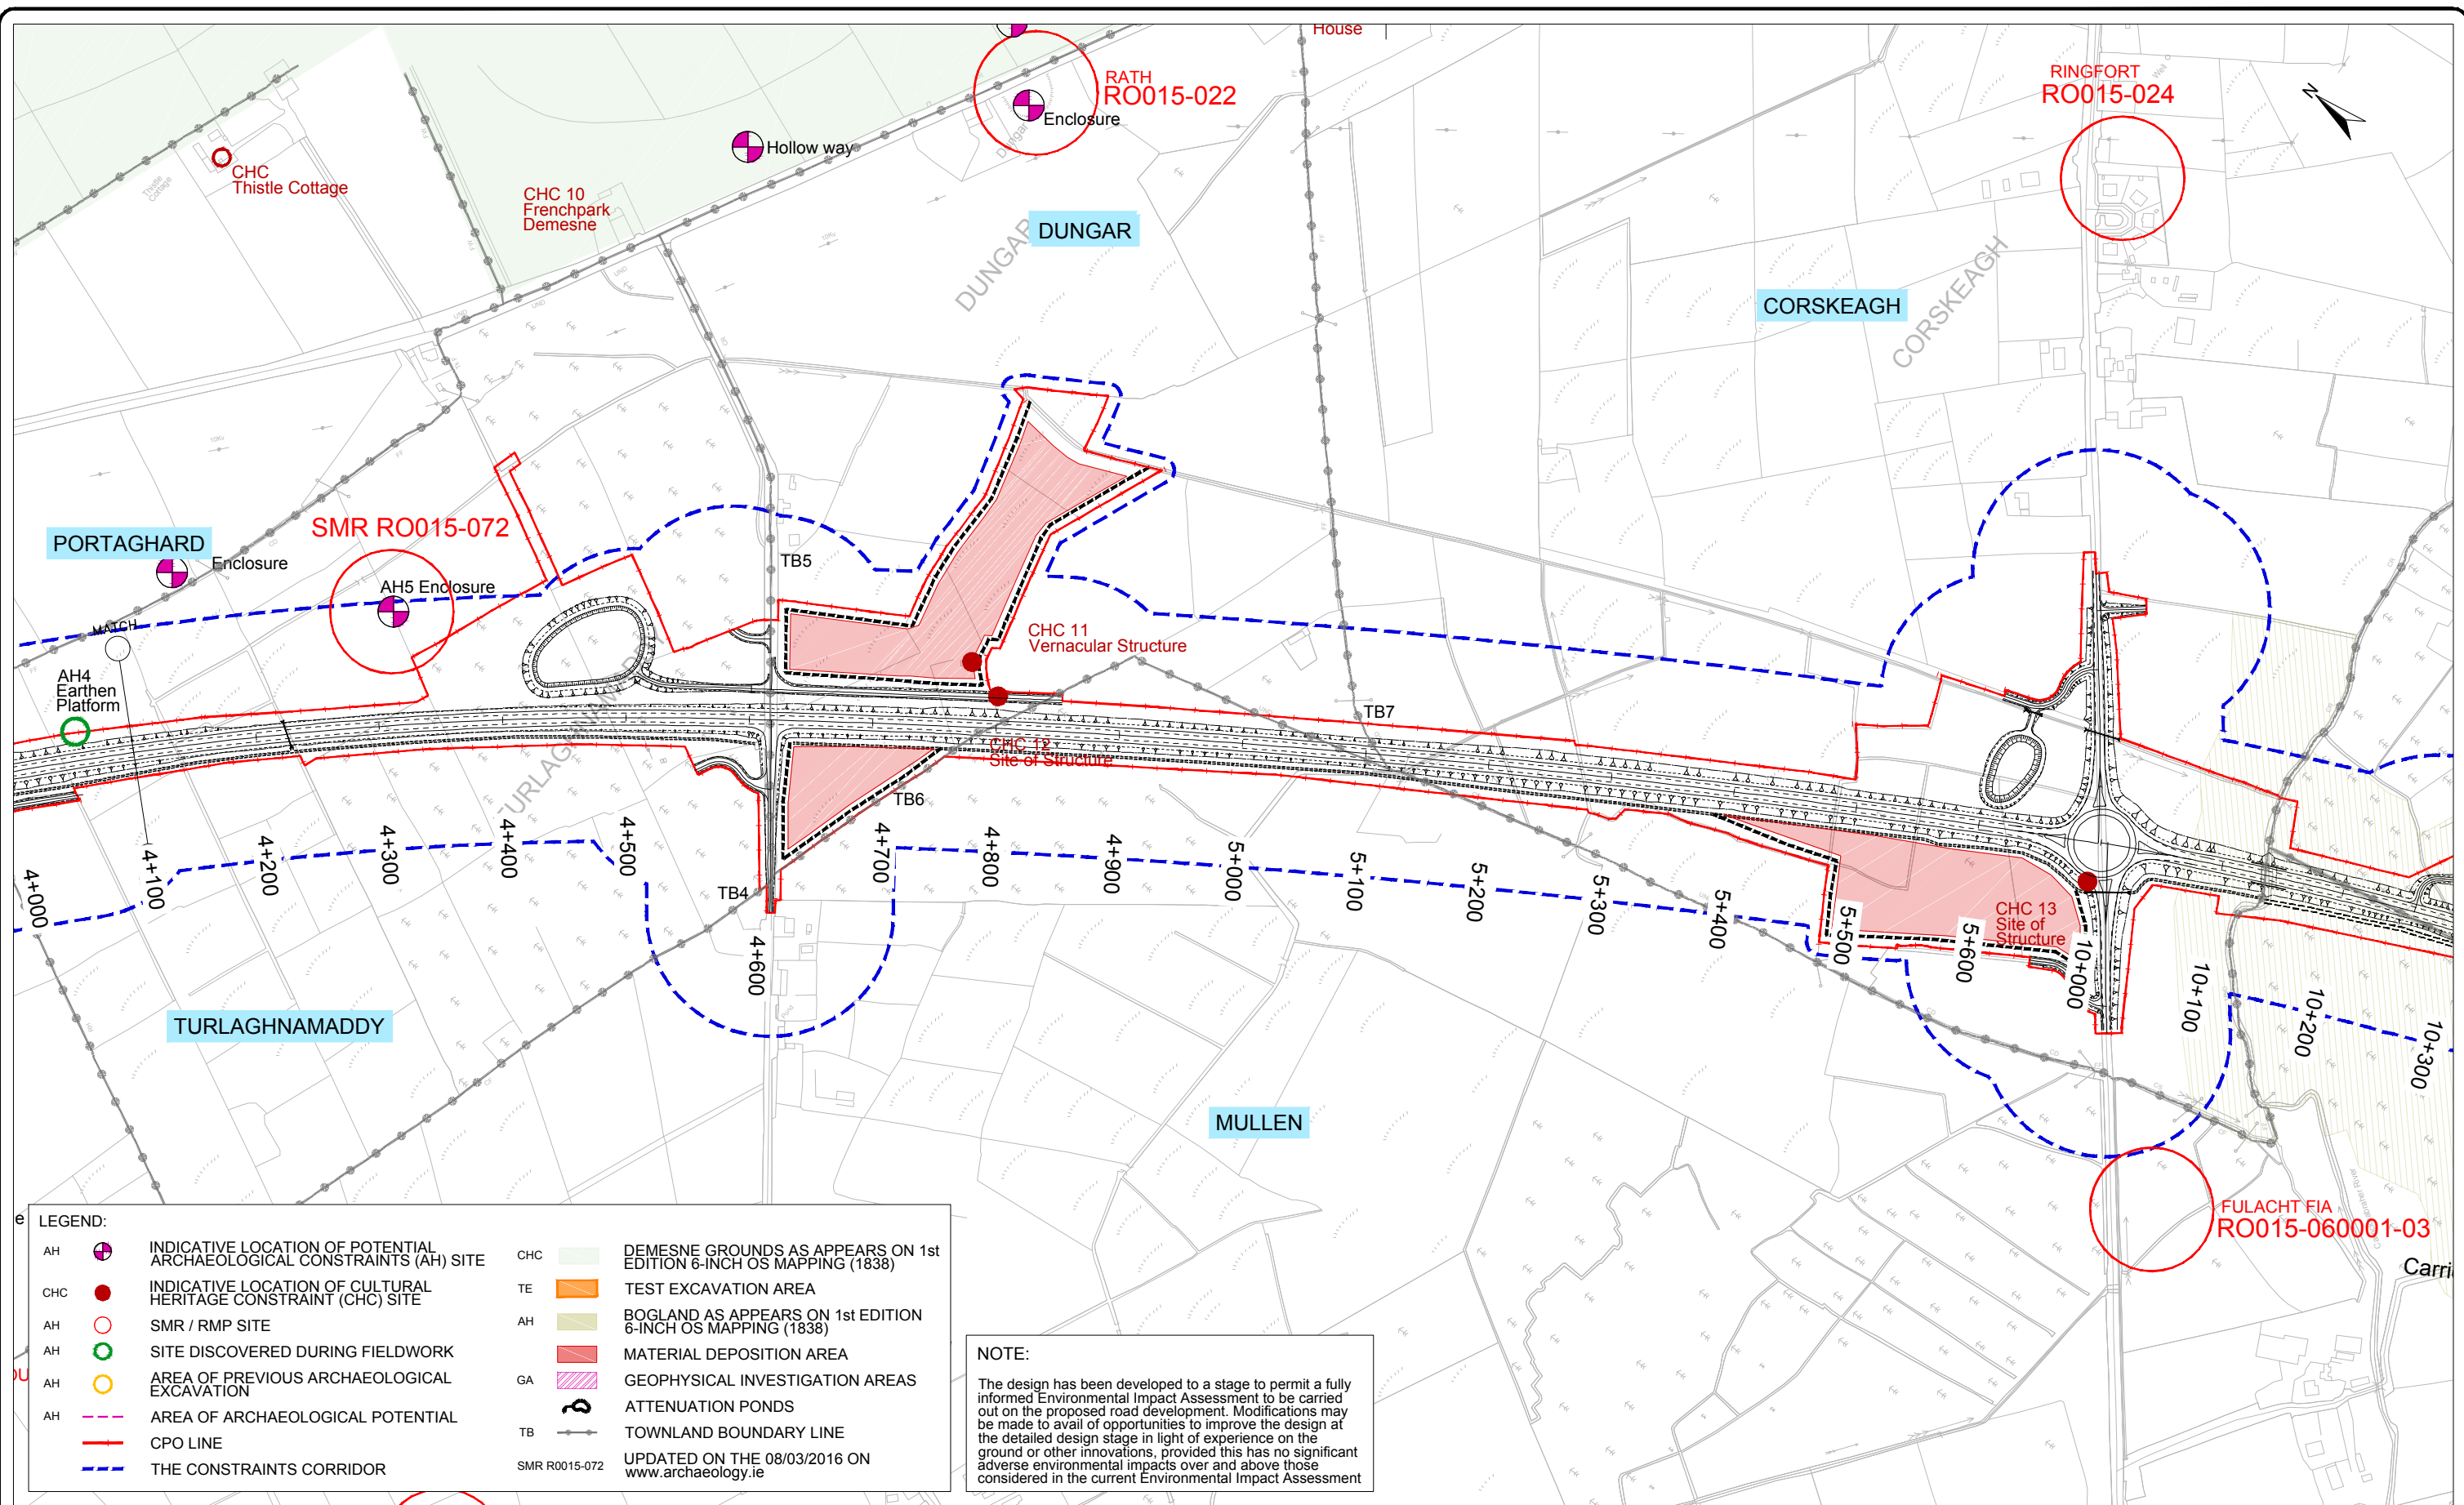 House
RATH
RO015-022
Enclosure
Dungar
Hollow way
CHC
Thistle Cottage
Thistle
Cottage
CHC 10
Frenchpark
Demesne
DUNGAR
DUNGAR
RINGFORT
RO015-024
Well
N
CORSKEAGH
CORSKEAGH
PORTAGHARD
Enclosure
SMR RO015-072
AH5 Enclosure
MATCH
AH4
Earthen
Platform
TB5
CHC 11
Vernacular Structure
TB7
CHC 12
Site of Structure
TB6
TB4
CHC 13
Site of
Structure
4+000
4+100
4+200
4+300
4+400
4+500
4+600
4+700
4+800
4+900
5+000
5+100
5+200
5+300
5+400
5+500
5+600
10+000
10+100
10+200
10+300
TURLAGHNAMADDY
MULLEN
FULACHT FIA
RO015-060001-03
Carri
LEGEND:
AH INDICATIVE LOCATION OF POTENTIAL
ARCHAEOLOGICAL CONSTRAINTS (AH) SITE
CHC INDICATIVE LOCATION OF CULTURAL
HERITAGE CONSTRAINT (CHC) SITE
AH SMR / RMP SITE
AH SITE DISCOVERED DURING FIELDWORK
AH AREA OF PREVIOUS ARCHAEOLOGICAL
EXCAVATION
AH AREA OF ARCHAEOLOGICAL POTENTIAL
CPO LINE
THE CONSTRAINTS CORRIDOR
CHC DEMESNE GROUNDS AS APPEARS ON 1st
EDITION 6-INCH OS MAPPING (1838)
TE TEST EXCAVATION AREA
AH BOGLAND AS APPEARS ON 1st EDITION
6-INCH OS MAPPING (1838)
MATERIAL DEPOSITION AREA
GA GEOPHYSICAL INVESTIGATION AREAS
ATTENUATION PONDS
TB TOWNLAND BOUNDARY LINE
SMR R0015-072 UPDATED ON THE 08/03/2016 ON
www.archaeology.ie
NOTE:
The design has been developed to a stage to permit a fully
informed Environmental Impact Assessment to be carried
out on the proposed road development. Modifications may
be made to avail of opportunities to improve the design at
the detailed design stage in light of experience on the
ground or other innovations, provided this has no significant
adverse environmental impacts over and above those
considered in the current Environmental Impact Assessment